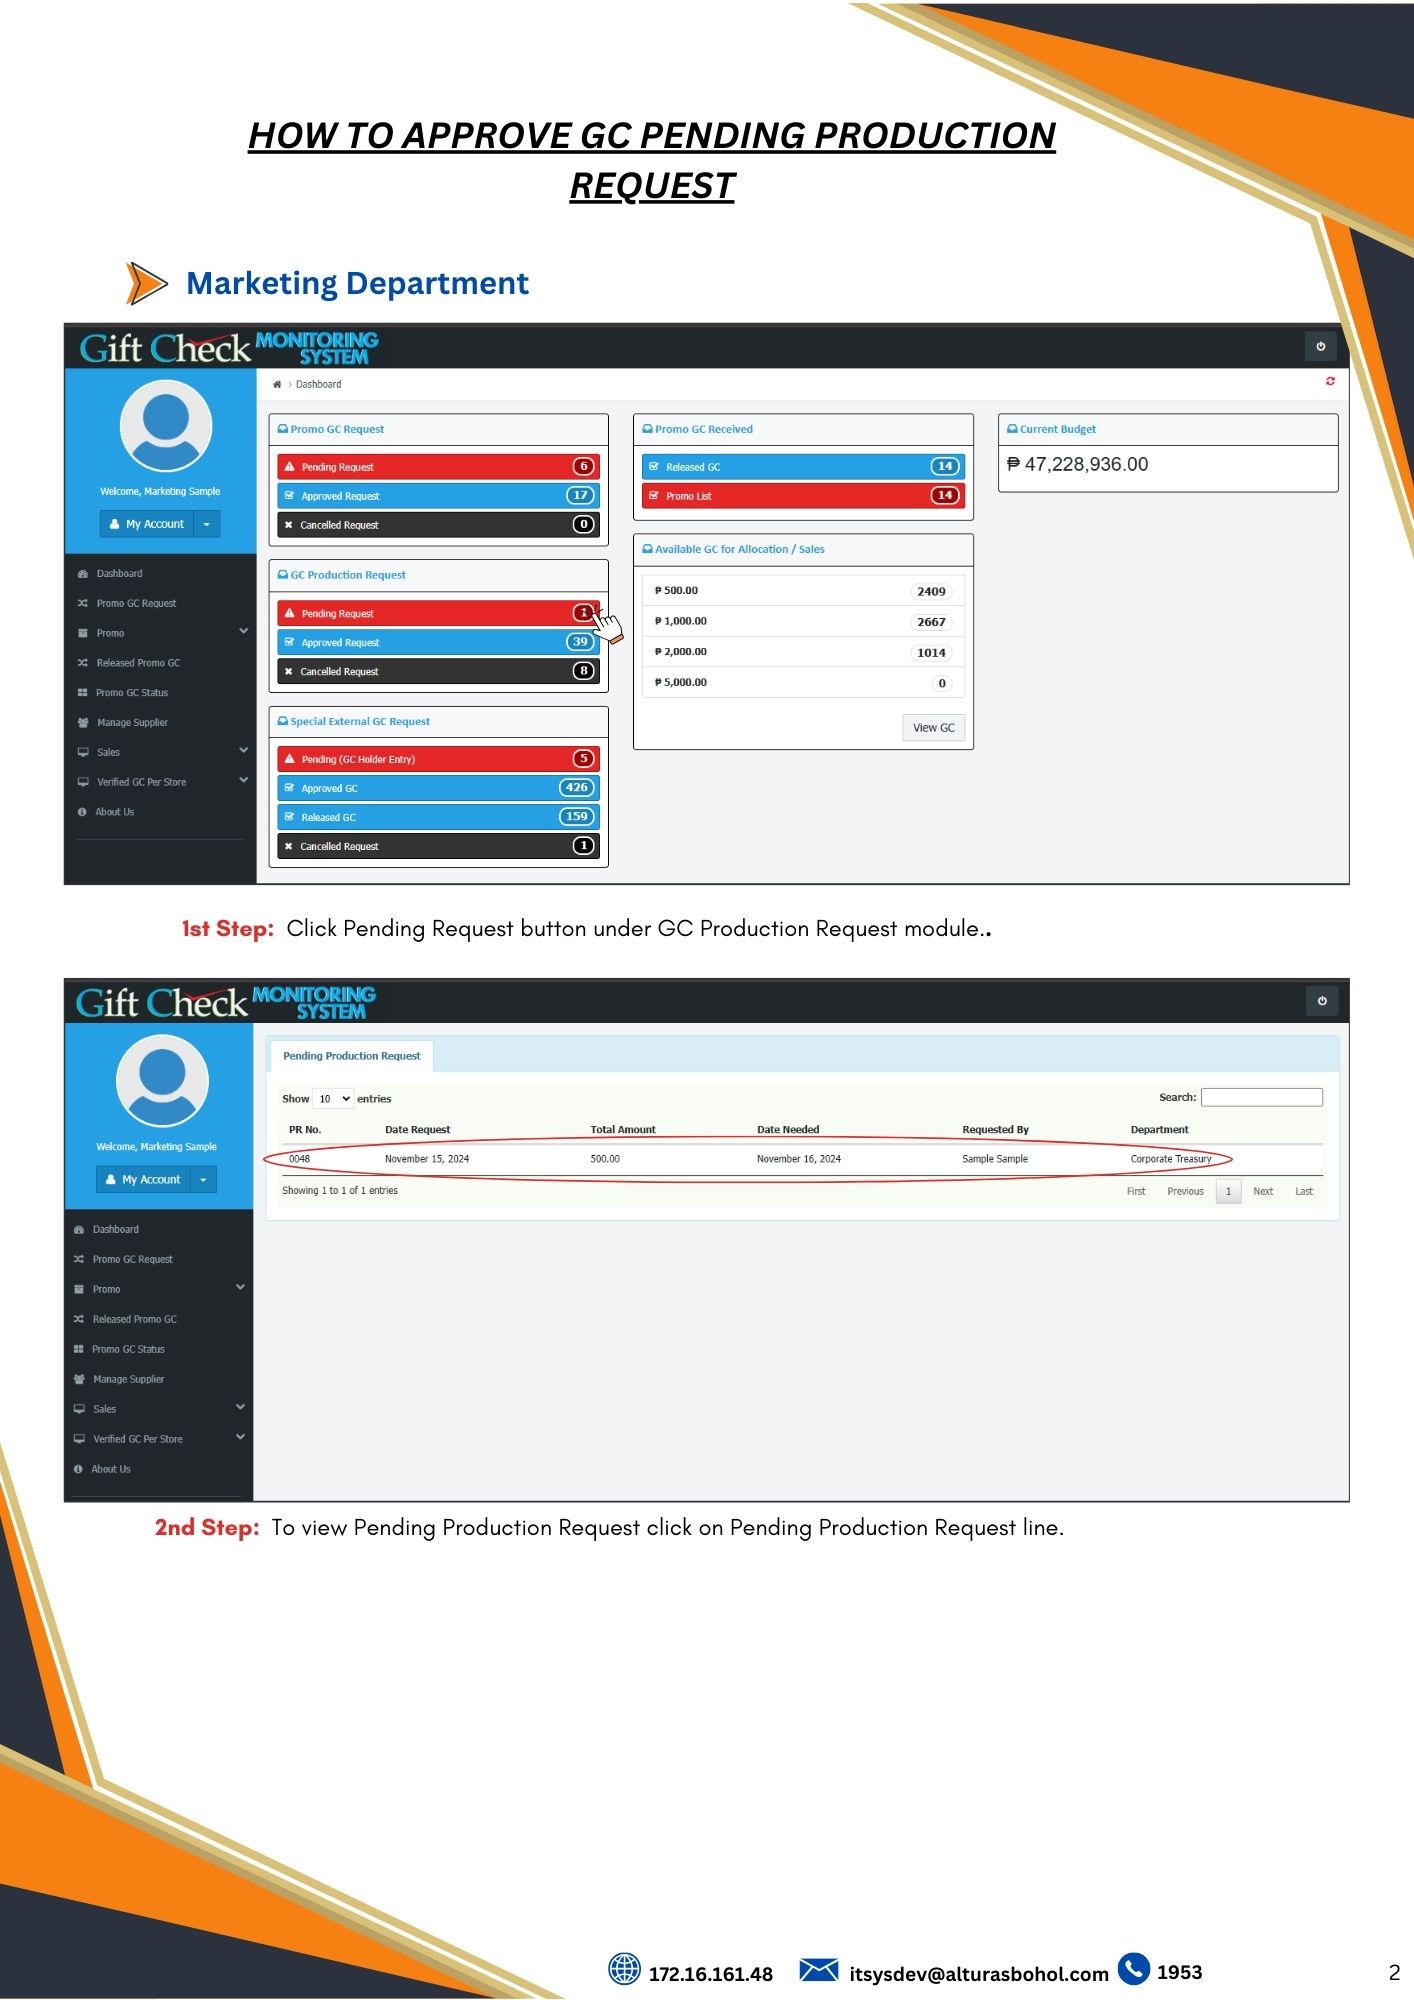 HOW TO APPROVE GC PENDING PRODUCTION
REQUEST
Marketing Department
Gift Check MONITORING SYSTEM
Dashboard
Welcome, Marketing Sample
My Account
Dashboard
Promo GC Request
Promo
Released Promo GC
Promo GC Status
Manage Supplier
Sales
Verified GC Per Store
About Us
Promo GC Request
Pending Request 6
Approved Request 17
Cancelled Request 0
GC Production Request
Pending Request 1
Approved Request 39
Cancelled Request 8
Special External GC Request
Pending (GC Holder Entry) 5
Approved GC 426
Released GC 159
Cancelled Request 1
Promo GC Received
Released GC 14
Promo List 14
Available GC for Allocation / Sales
₱ 500.00 2409
₱ 1,000.00 2667
₱ 2,000.00 1014
₱ 5,000.00 0
View GC
Current Budget
₱ 47,228,936.00
1st Step: Click Pending Request button under GC Production Request module..
Gift Check MONITORING SYSTEM
Welcome, Marketing Sample
My Account
Dashboard
Promo GC Request
Promo
Released Promo GC
Promo GC Status
Manage Supplier
Sales
Verified GC Per Store
About Us
Pending Production Request
Show 10 entries Search:
PR No. Date Request Total Amount Date Needed Requested By Department
0048 November 15, 2024 500.00 November 16, 2024 Sample Sample Corporate Treasury
Showing 1 to 1 of 1 entries First Previous 1 Next Last
2nd Step: To view Pending Production Request click on Pending Production Request line.
172.16.161.48 itsysdev@alturasbohol.com 1953 2